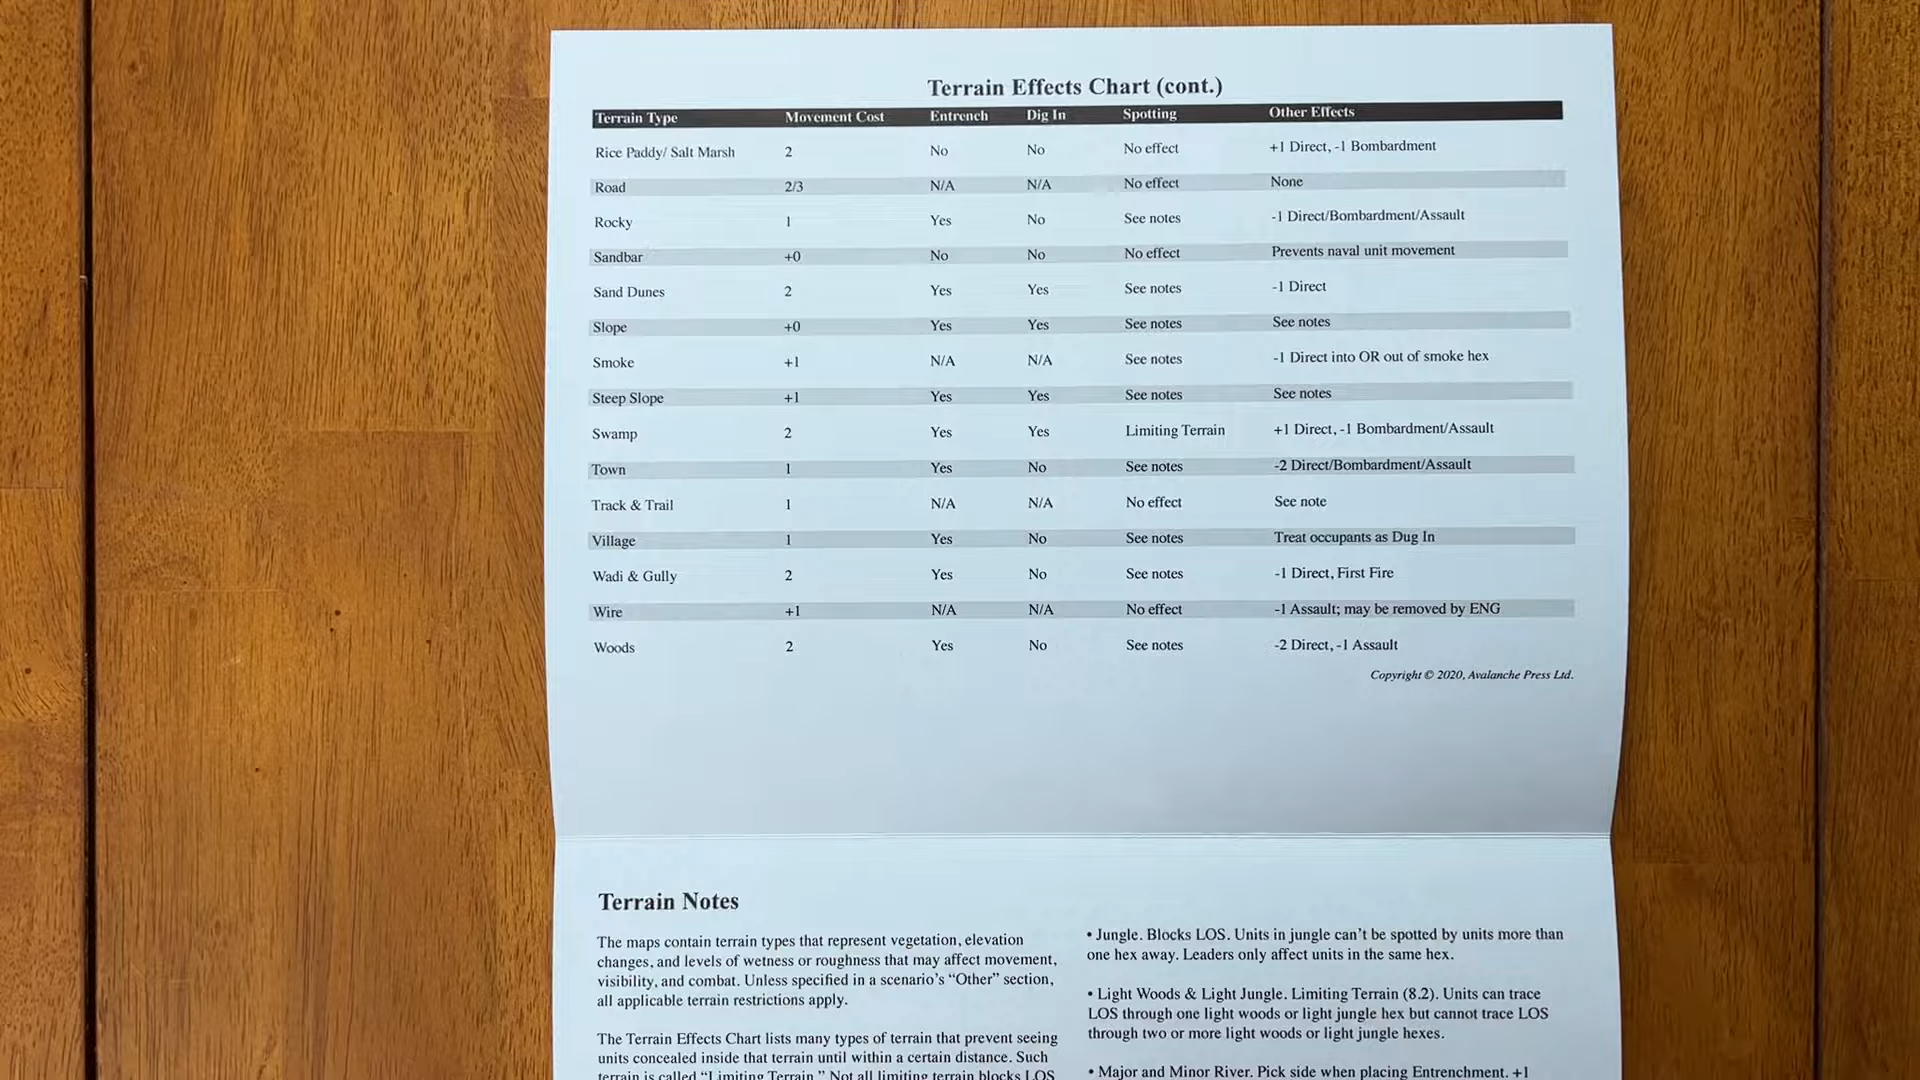 Terrain Effects Chart (cont.)
Terrain Type Movement Cost Entrench Dig In Spotting Other Effects
Rice Paddy/ Salt Marsh 2 No No No effect +1 Direct, -1 Bombardment
Road 2/3 N/A N/A No effect None
Rocky 1 Yes No See notes -1 Direct/Bombardment/Assault
Sandbar +0 No No No effect Prevents naval unit movement
Sand Dunes 2 Yes Yes See notes -1 Direct
Slope +0 Yes Yes See notes See notes
Smoke +1 N/A N/A See notes -1 Direct into OR out of smoke hex
Steep Slope +1 Yes Yes See notes See notes
Swamp 2 Yes Yes Limiting Terrain +1 Direct, -1 Bombardment/Assault
Town 1 Yes No See notes -2 Direct/Bombardment/Assault
Track & Trail 1 N/A N/A No effect See note
Village 1 Yes No See notes Treat occupants as Dug In
Wadi & Gully 2 Yes No See notes -1 Direct, First Fire
Wire +1 N/A N/A No effect -1 Assault; may be removed by ENG
Woods 2 Yes No See notes -2 Direct, -1 Assault
Copyright © 2020, Avalanche Press Ltd.
Terrain Notes
The maps contain terrain types that represent vegetation, elevation
changes, and levels of wetness or roughness that may affect movement,
visibility, and combat. Unless specified in a scenario's "Other" section,
all applicable terrain restrictions apply.
The Terrain Effects Chart lists many types of terrain that prevent seeing
units concealed inside that terrain until within a certain distance. Such
terrain is called "Limiting Terrain." Not all limiting terrain blocks LOS
• Jungle. Blocks LOS. Units in jungle can't be spotted by units more than
one hex away. Leaders only affect units in the same hex.
• Light Woods & Light Jungle. Limiting Terrain (8.2). Units can trace
LOS through one light woods or light jungle hex but cannot trace LOS
through two or more light woods or light jungle hexes.
• Major and Minor River. Pick side when placing Entrenchment. +1